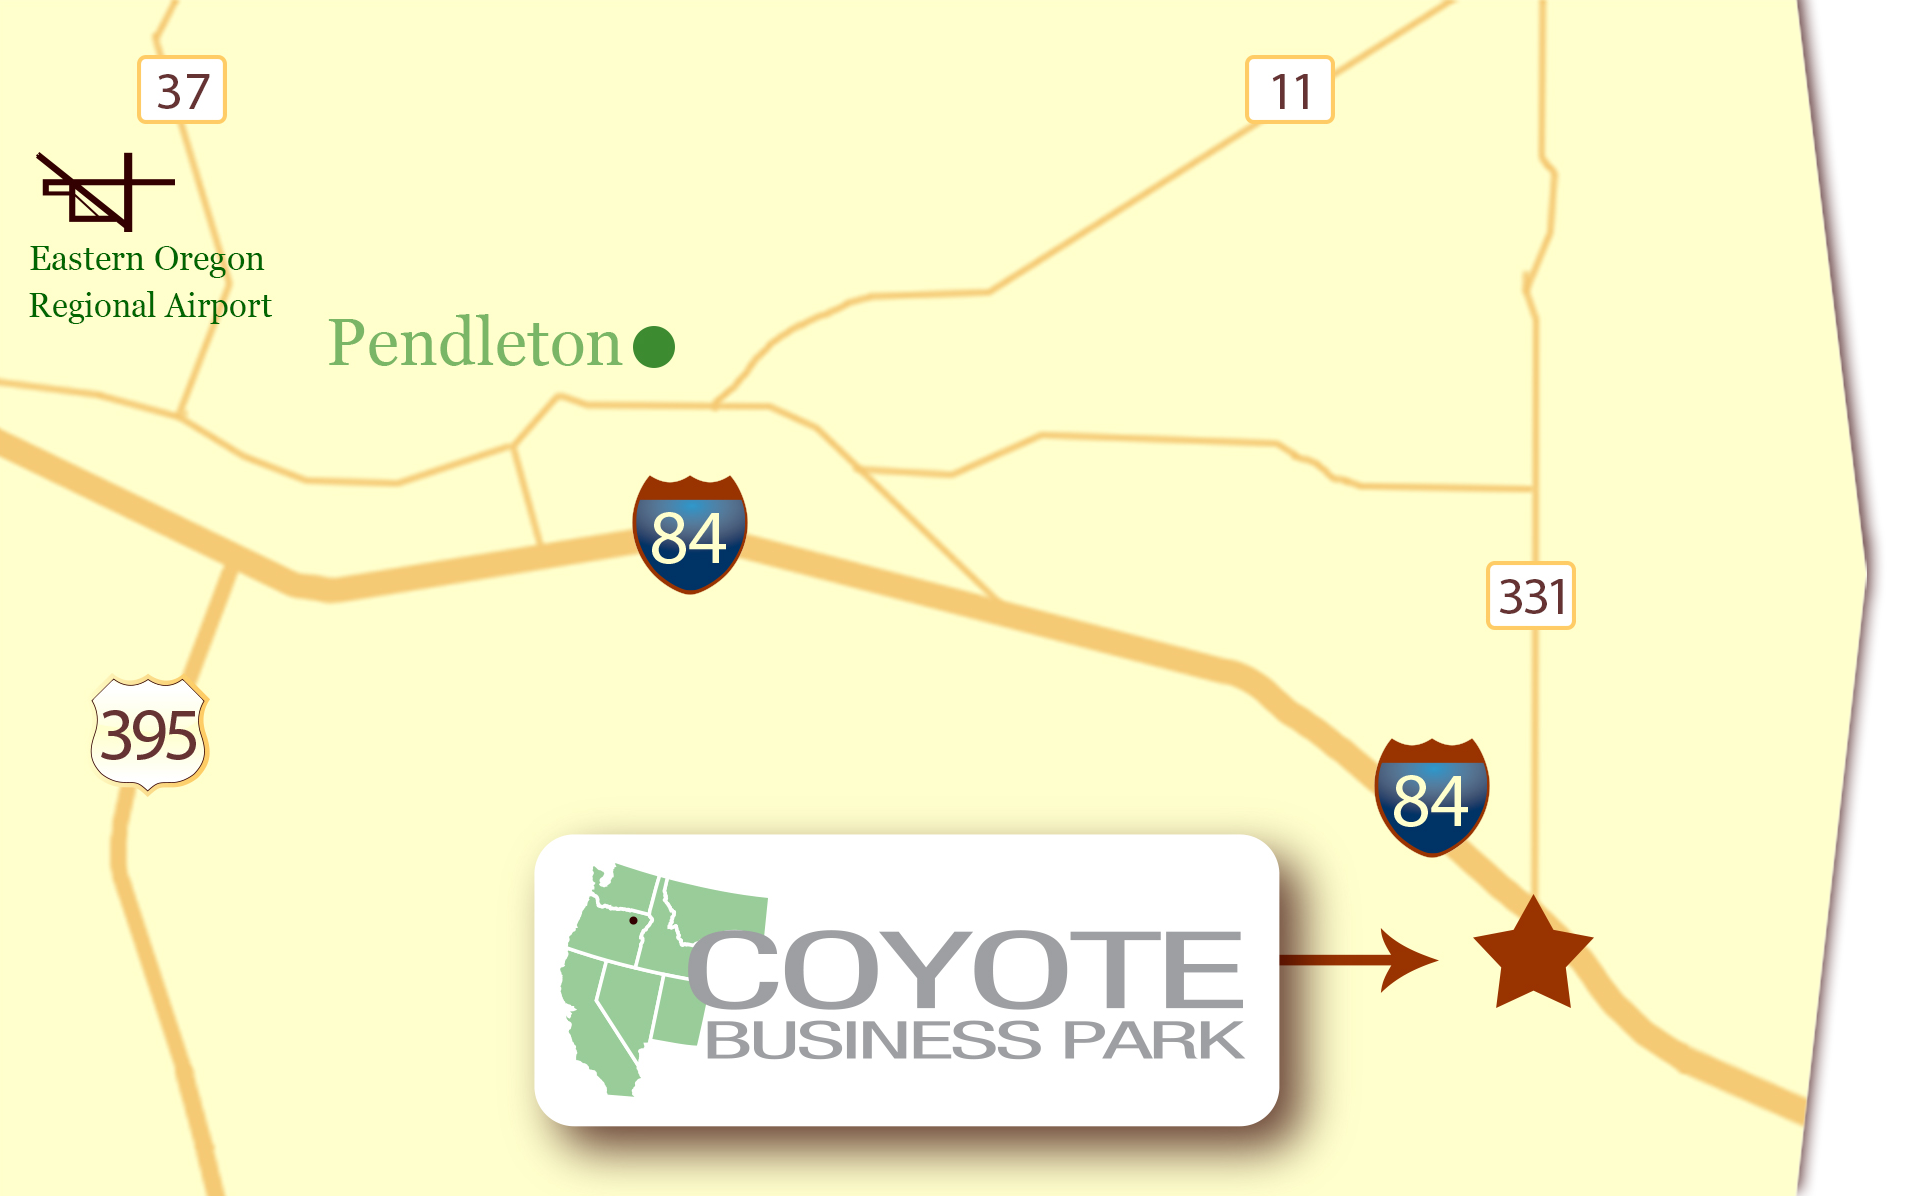 37
11
Eastern Oregon
Regional Airport
Pendleton
84
331
395
84
COYOTE
BUSINESS PARK